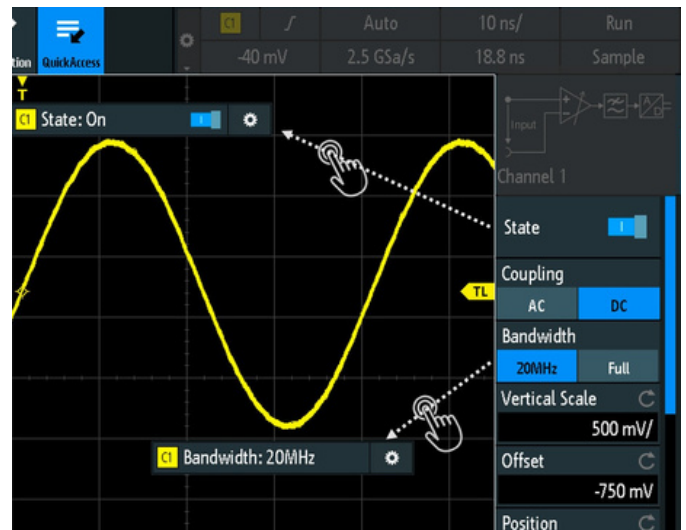 C1 Auto 10 ns/ Run
tion QuickAccess -40 mV 2.5 GSa/s 18.8 ns Sample
T
C1 State: On
Input
Channel 1
State
Coupling
TL
AC DC
Bandwidth
20MHz Full
Vertical Scale
500 mV/
C1 Bandwidth: 20MHz
Offset
-750 mV
Position